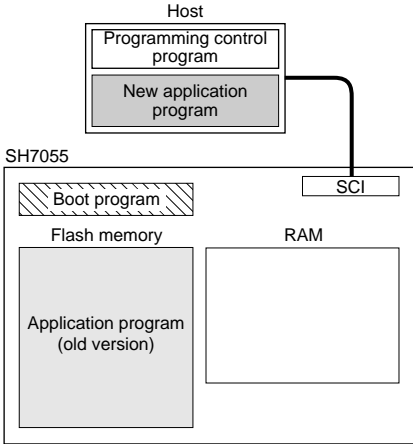 Host
Programming control
program
New application
program
SH7055
SCI
Boot program
Flash memory
RAM
Application program
(old version)